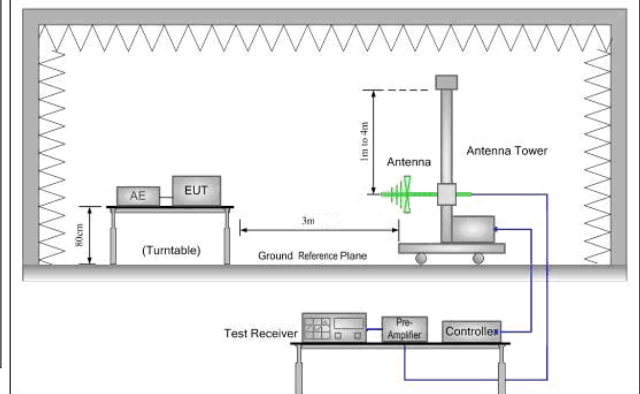 1m to 4m
Antenna
Antenna Tower
AE
EUT
80cm
(Turntable)
3m
Ground Reference Plane
Test Receiver
Pre-
Amplifier
Controller